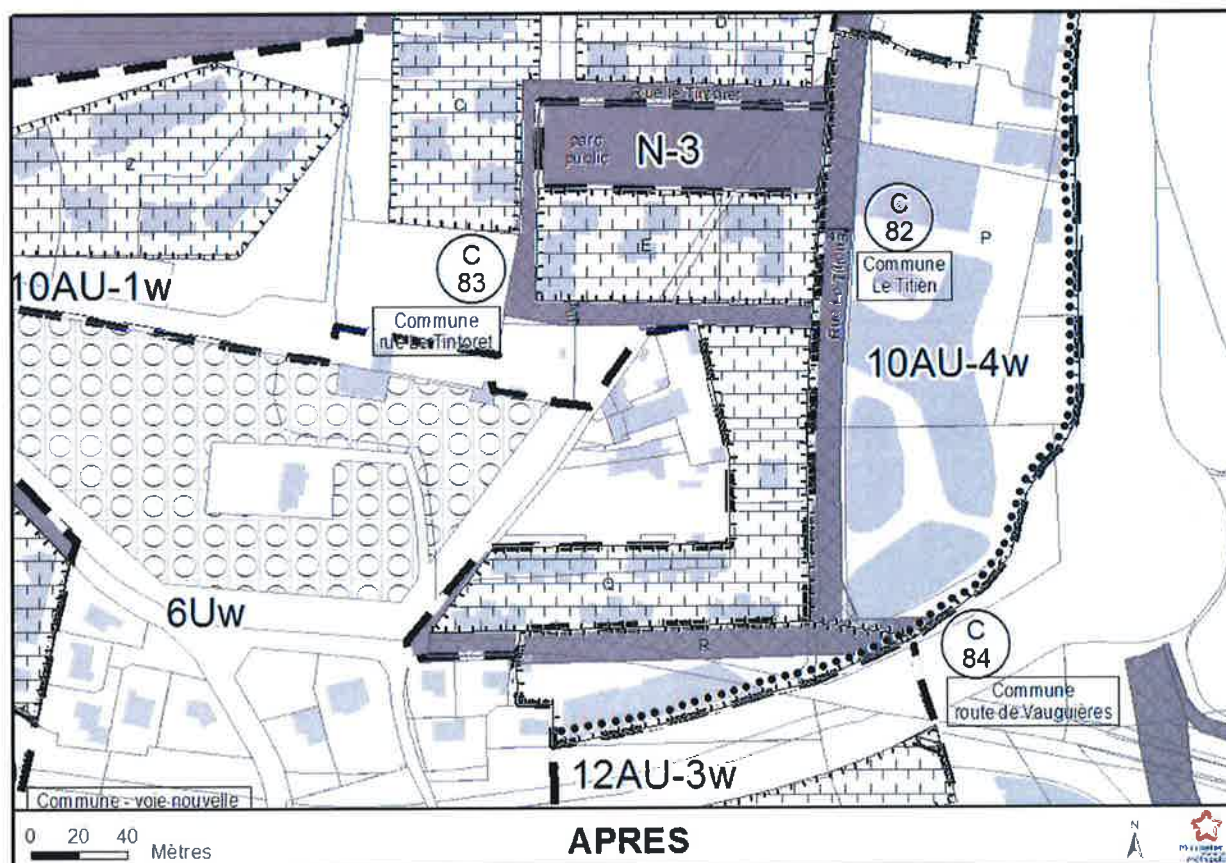 D
C
rue le Tintoret
parc
public
N-3
Z
C
82
E
P
C
83
Commune
Le Titien
10AU-1w
Rue Le Titien
Commune
rue Le Tintoret
10AU-4w
Q
6Uw
R
C
84
Commune
route de Vauguières
12AU-3w
Commune - voie nouvelle
0 20 40
Mètres
APRES
N